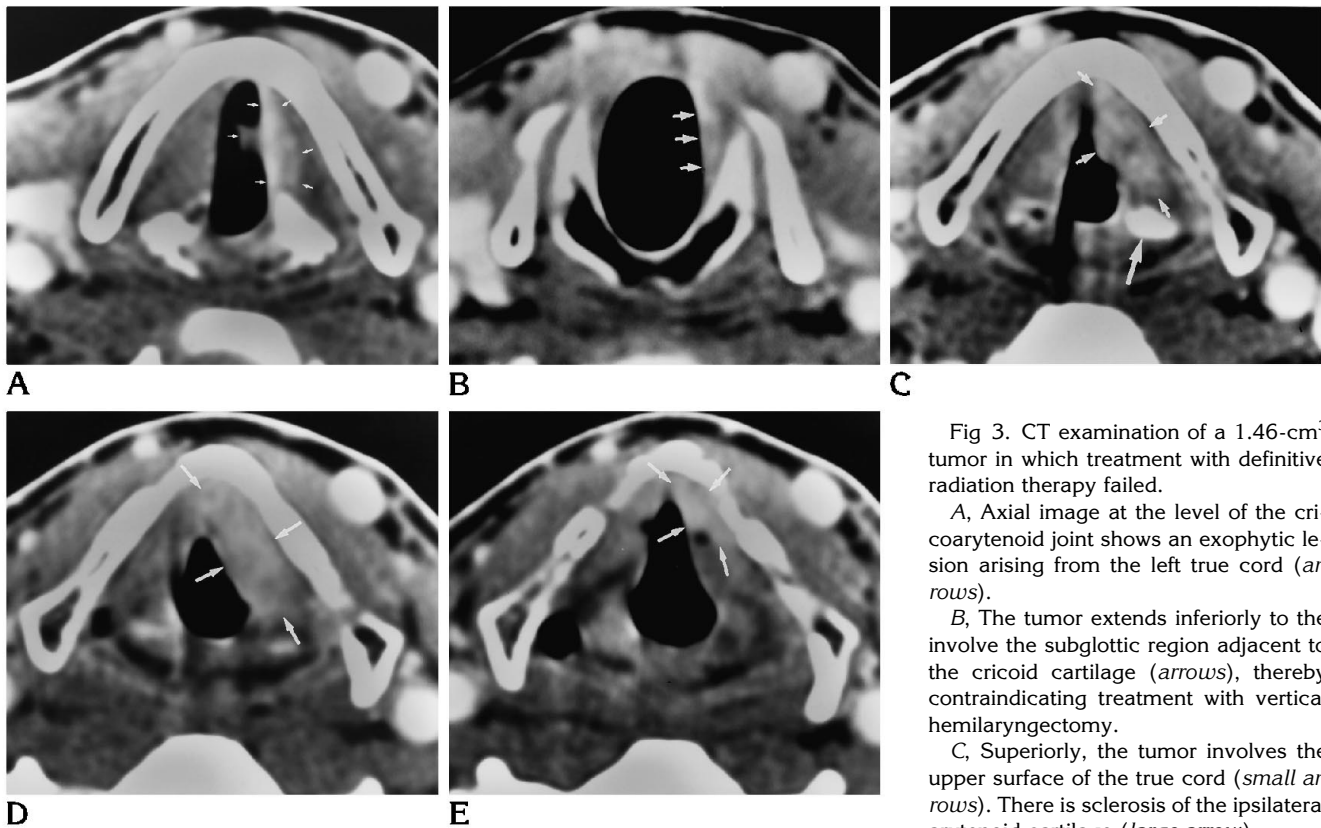 A
B
C
D
E
Fig 3. CT examination of a 1.46-cm³
tumor in which treatment with definitive
radiation therapy failed.
A, Axial image at the level of the cri-
coarytenoid joint shows an exophytic le-
sion arising from the left true cord (ar
rows).
B, The tumor extends inferiorly to the
involve the subglottic region adjacent to
the cricoid cartilage (arrows), thereby
contraindicating treatment with vertica
hemilaryngectomy.
C, Superiorly, the tumor involves the
upper surface of the true cord (small ar
rows). There is sclerosis of the ipsilatera